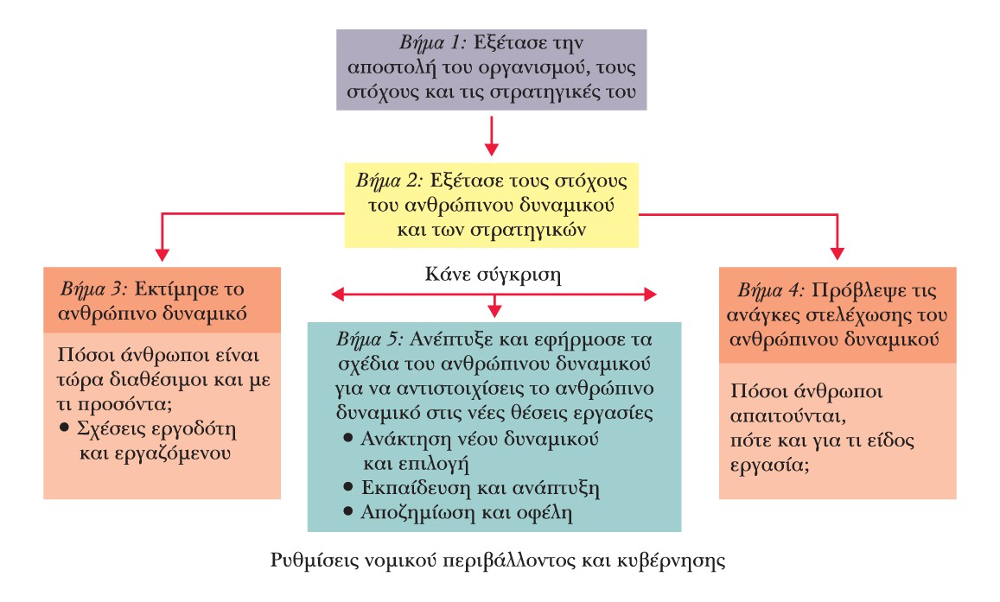 Βήμα 1: Εξέτασε την
αποστολή του οργανισμού, τους
στόχους και τις στρατηγικές του
Βήμα 2: Εξέτασε τους στόχους
του ανθρώπινου δυναμικού
και των στρατηγικών
Βήμα 3: Εκτίμησε το
ανθρώπινο δυναμικό
Πόσοι άνθρωποι είναι
τώρα διαθέσιμοι και με
τι προσόντα;
• Σχέσεις εργοδότη
και εργαζόμενου
Κάνε σύγκριση
Βήμα 5: Ανέπτυξε και εφήρμοσε τα
σχέδια του ανθρώπινου δυναμικού
για να αντιστοιχίσεις το ανθρώπινο
δυναμικό στις νέες θέσεις εργασίες
• Ανάκτηση νέου δυναμικού
και επιλογή
• Εκπαίδευση και ανάπτυξη
• Αποζημίωση και οφέλη
Βήμα 4: Πρόβλεψε τις
ανάγκες στελέχωσης του
ανθρώπινου δυναμικού
Πόσοι άνθρωποι
απαιτούνται,
πότε και για τι είδος
εργασία;
Ρυθμίσεις νομικού περιβάλλοντος και κυβέρνησης